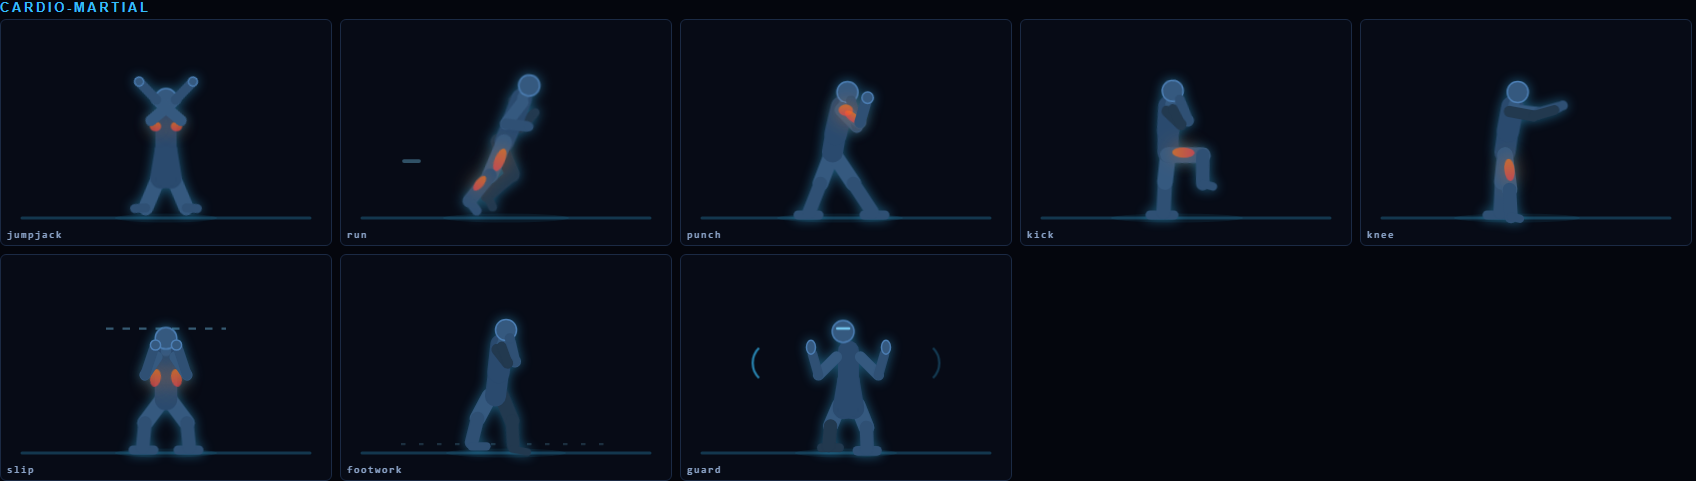 CARDIO-MARTIAL
jumpjack
run
punch
kick
knee
slip
footwork
guard